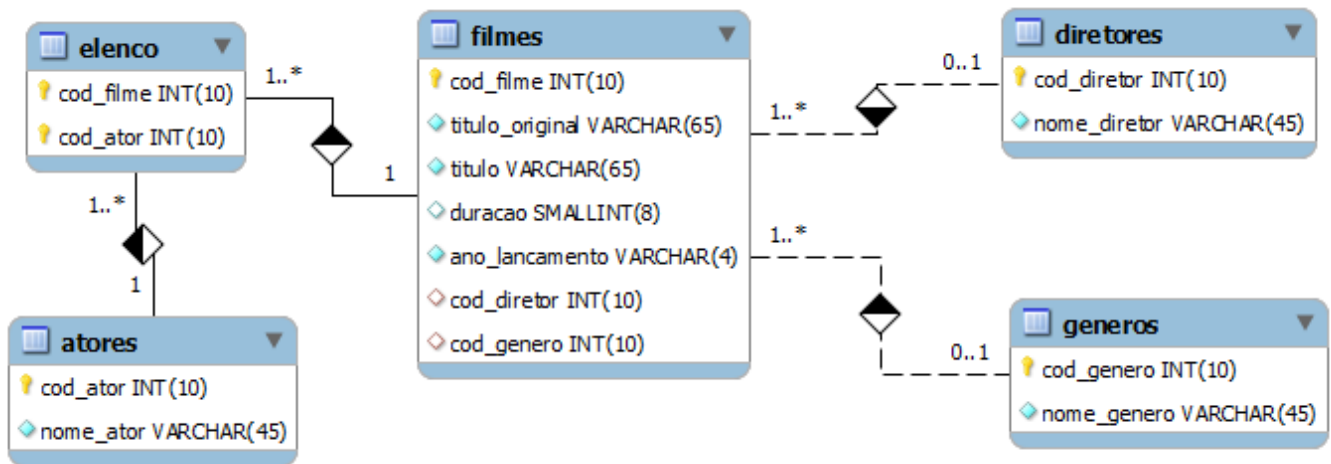 elenco
cod_filme INT(10)
cod_ator INT(10)
1..*
1
filmes
cod_filme INT(10)
titulo_original VARCHAR(65)
titulo VARCHAR(65)
duracao SMALLINT(8)
ano_lancamento VARCHAR(4)
cod_diretor INT(10)
cod_genero INT(10)
1..*
0..1
diretores
cod_diretor INT(10)
nome_diretor VARCHAR(45)
1..*
1
atores
cod_ator INT(10)
nome_ator VARCHAR(45)
1..*
0..1
generos
cod_genero INT(10)
nome_genero VARCHAR(45)